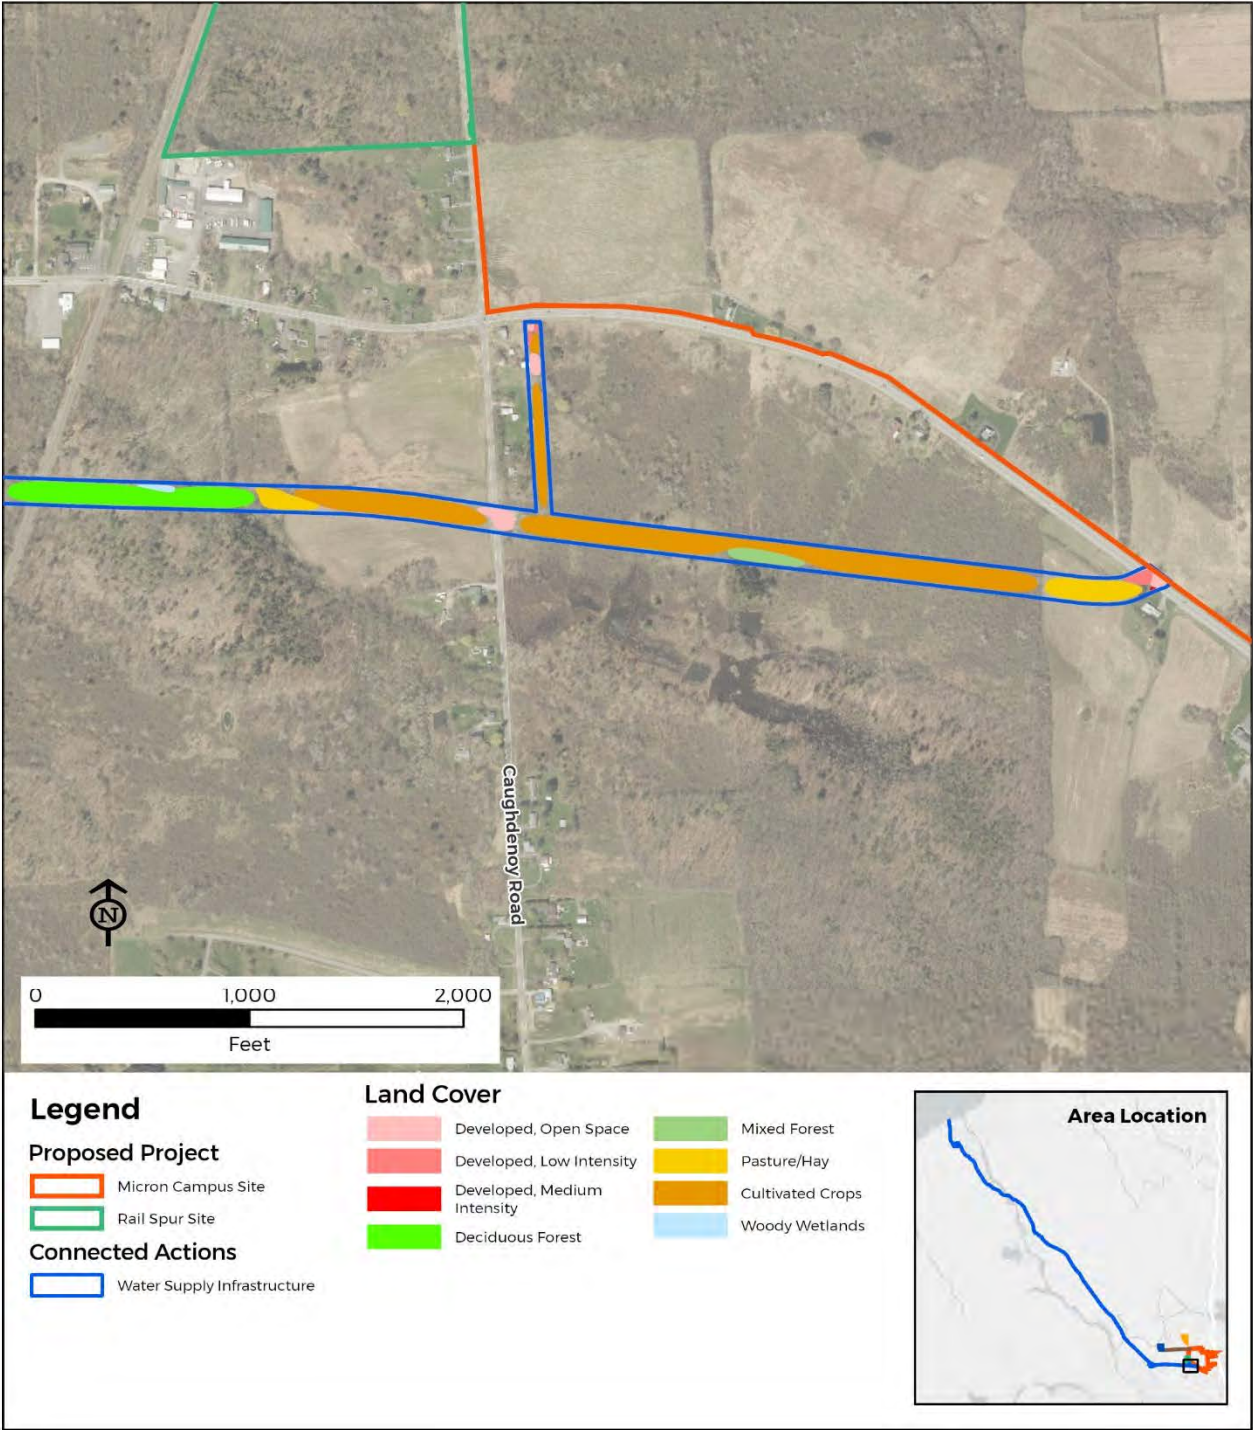 Caughdenoy Road
N
0 1,000 2,000
Feet
Legend
Proposed Project
Micron Campus Site
Rail Spur Site
Connected Actions
Water Supply Infrastructure
Land Cover
Developed, Open Space
Developed, Low Intensity
Developed, Medium
Intensity
Deciduous Forest
Mixed Forest
Pasture/Hay
Cultivated Crops
Woody Wetlands
Area Location